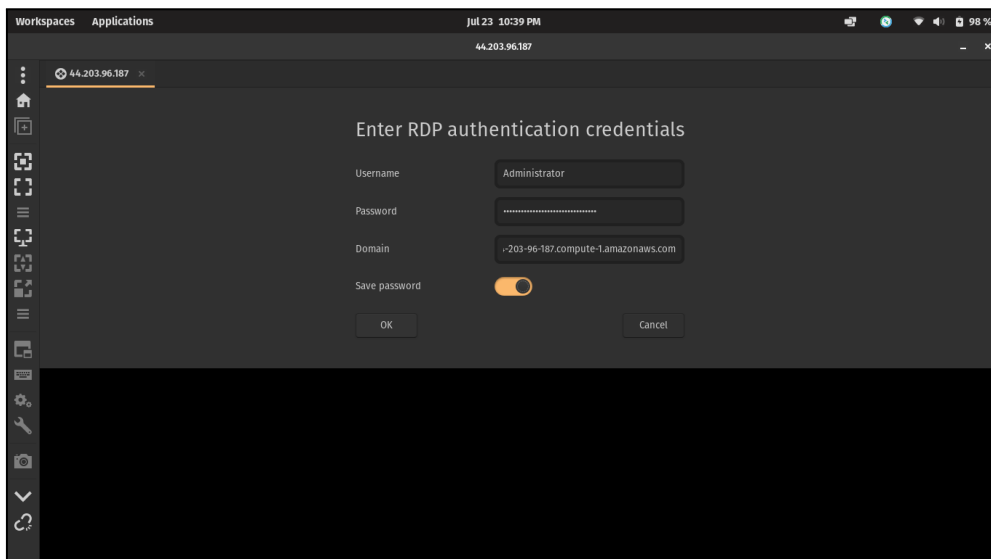 Workspaces Applications Jul 23 10:39 PM 98 %
44.203.96.187
44.203.96.187
Enter RDP authentication credentials
Username Administrator
Password ································
Domain -203-96-187.compute-1.amazonaws.com
Save password
OK Cancel